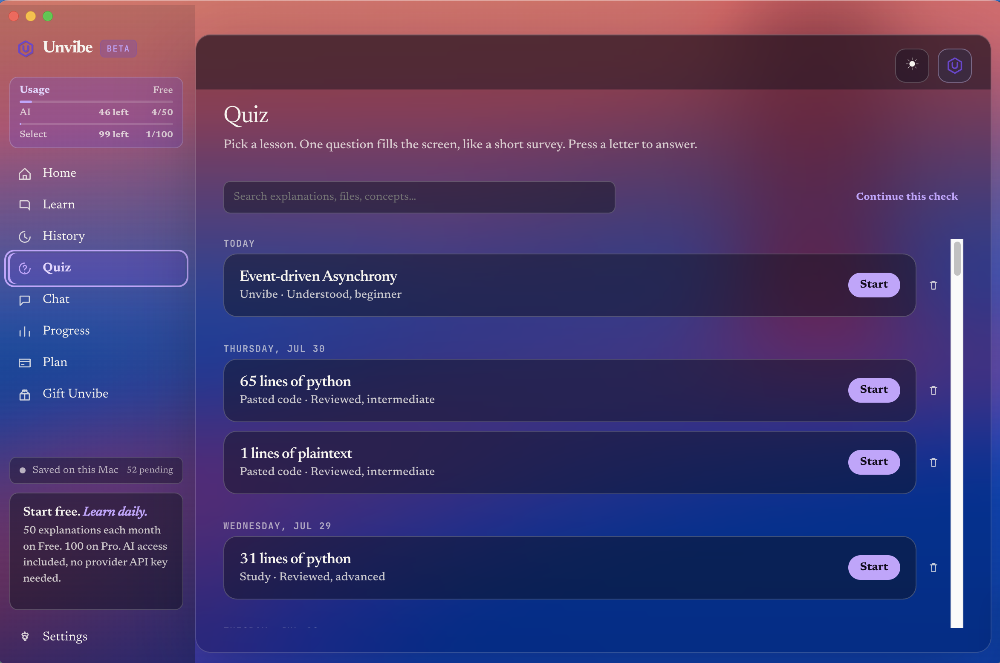 Unvibe BETA
Usage Free
AI 46 left 4/50
Select 99 left 1/100
Home
Learn
History
Quiz
Chat
Progress
Plan
Gift Unvibe
Saved on this Mac 52 pending
Start free. Learn daily.
50 explanations each month
on Free. 100 on Pro. AI access
included, no provider API key
needed.
Settings
Quiz
Pick a lesson. One question fills the screen, like a short survey. Press a letter to answer.
Search explanations, files, concepts...
Continue this check
TODAY
Event-driven Asynchrony
Unvibe · Understood, beginner
Start
THURSDAY, JUL 30
65 lines of python
Pasted code · Reviewed, intermediate
Start
1 lines of plaintext
Pasted code · Reviewed, intermediate
Start
WEDNESDAY, JUL 29
31 lines of python
Study · Reviewed, advanced
Start